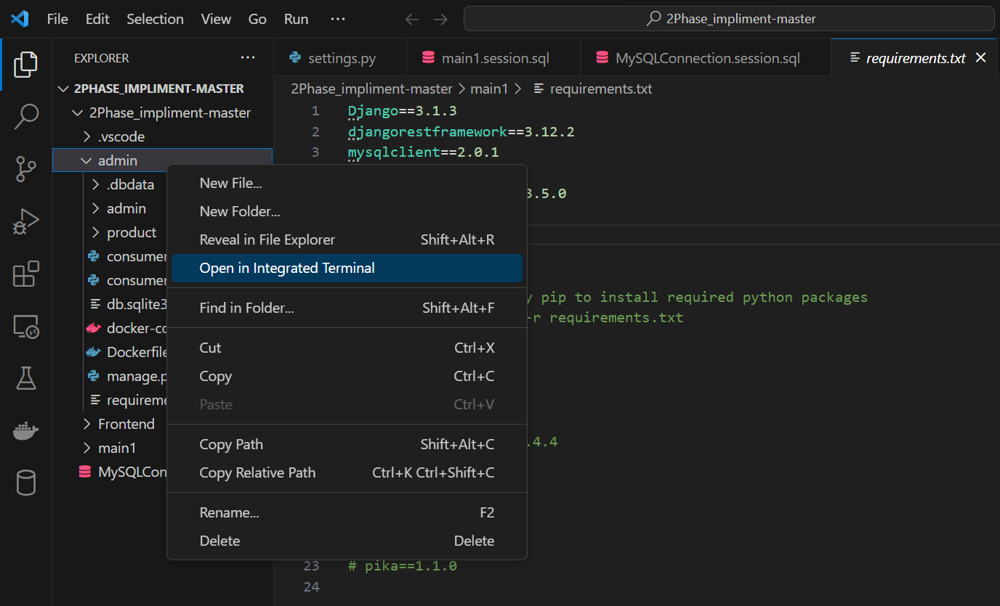 File Edit Selection View Go Run ... 2Phase_impliment-master
EXPLORER ...
settings.py main1.session.sql MySQLConnection.session.sql requirements.txt
2PHASE_IMPLIMENT-MASTER
2Phase_impliment-master > main1 > requirements.txt
2Phase_impliment-master
.vscode
admin
.dbdata
admin
product
consumer
consumer
db.sqlite3
docker-co
Dockerfile
manage.p
requireme
Frontend
main1
MySQLCon
1 Django==3.1.3
2 djangorestframework==3.12.2
3 mysqlclient==2.0.1
3.5.0
y pip to install required python packages
-r requirements.txt
.4.4
23 # pika==1.1.0
24
New File...
New Folder...
Reveal in File Explorer Shift+Alt+R
Open in Integrated Terminal
Find in Folder... Shift+Alt+F
Cut Ctrl+X
Copy Ctrl+C
Paste Ctrl+V
Copy Path Shift+Alt+C
Copy Relative Path Ctrl+K Ctrl+Shift+C
Rename... F2
Delete Delete